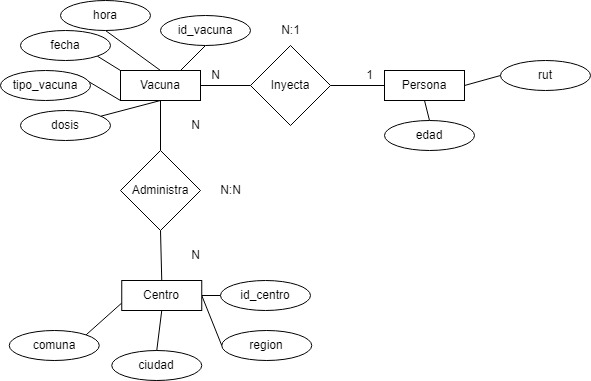 hora
id_vacuna
N:1
fecha
tipo_vacuna
Vacuna
N
Inyecta
1
Persona
rut
dosis
N
edad
Administra
N:N
N
Centro
id_centro
comuna
ciudad
region